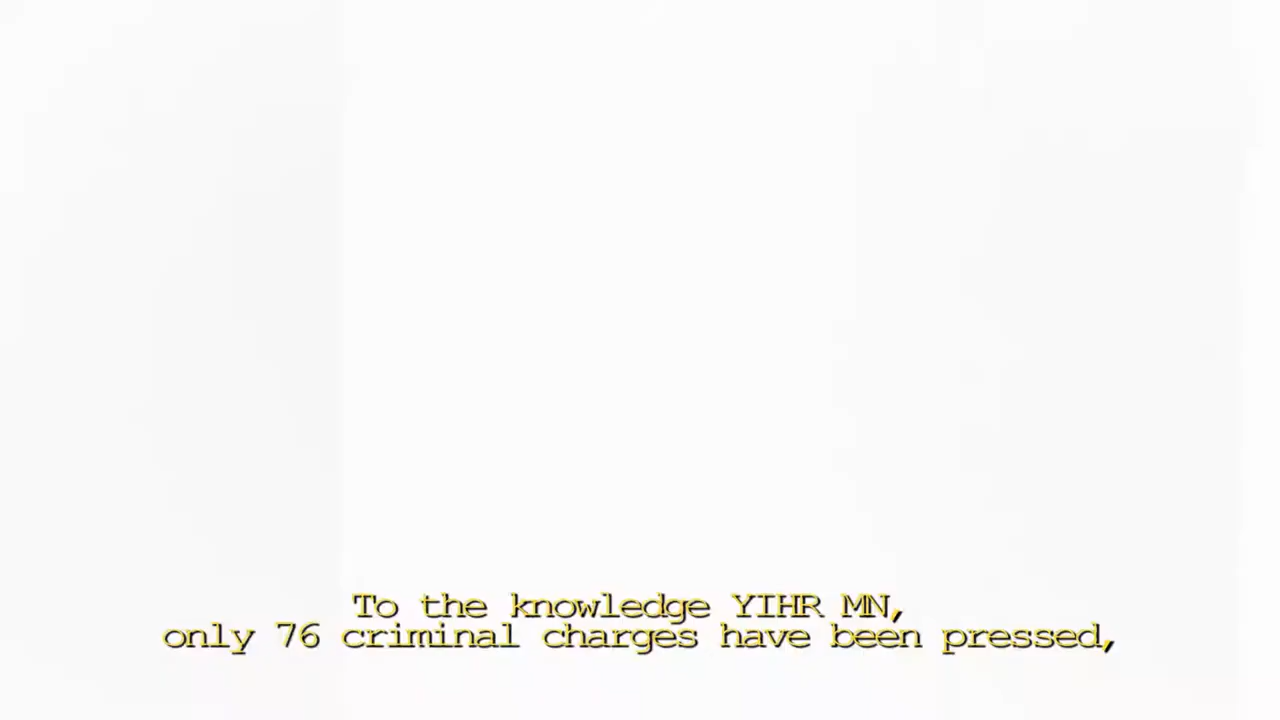 To the knowledge YIHR MN,
only 76 criminal charges have been pressed,